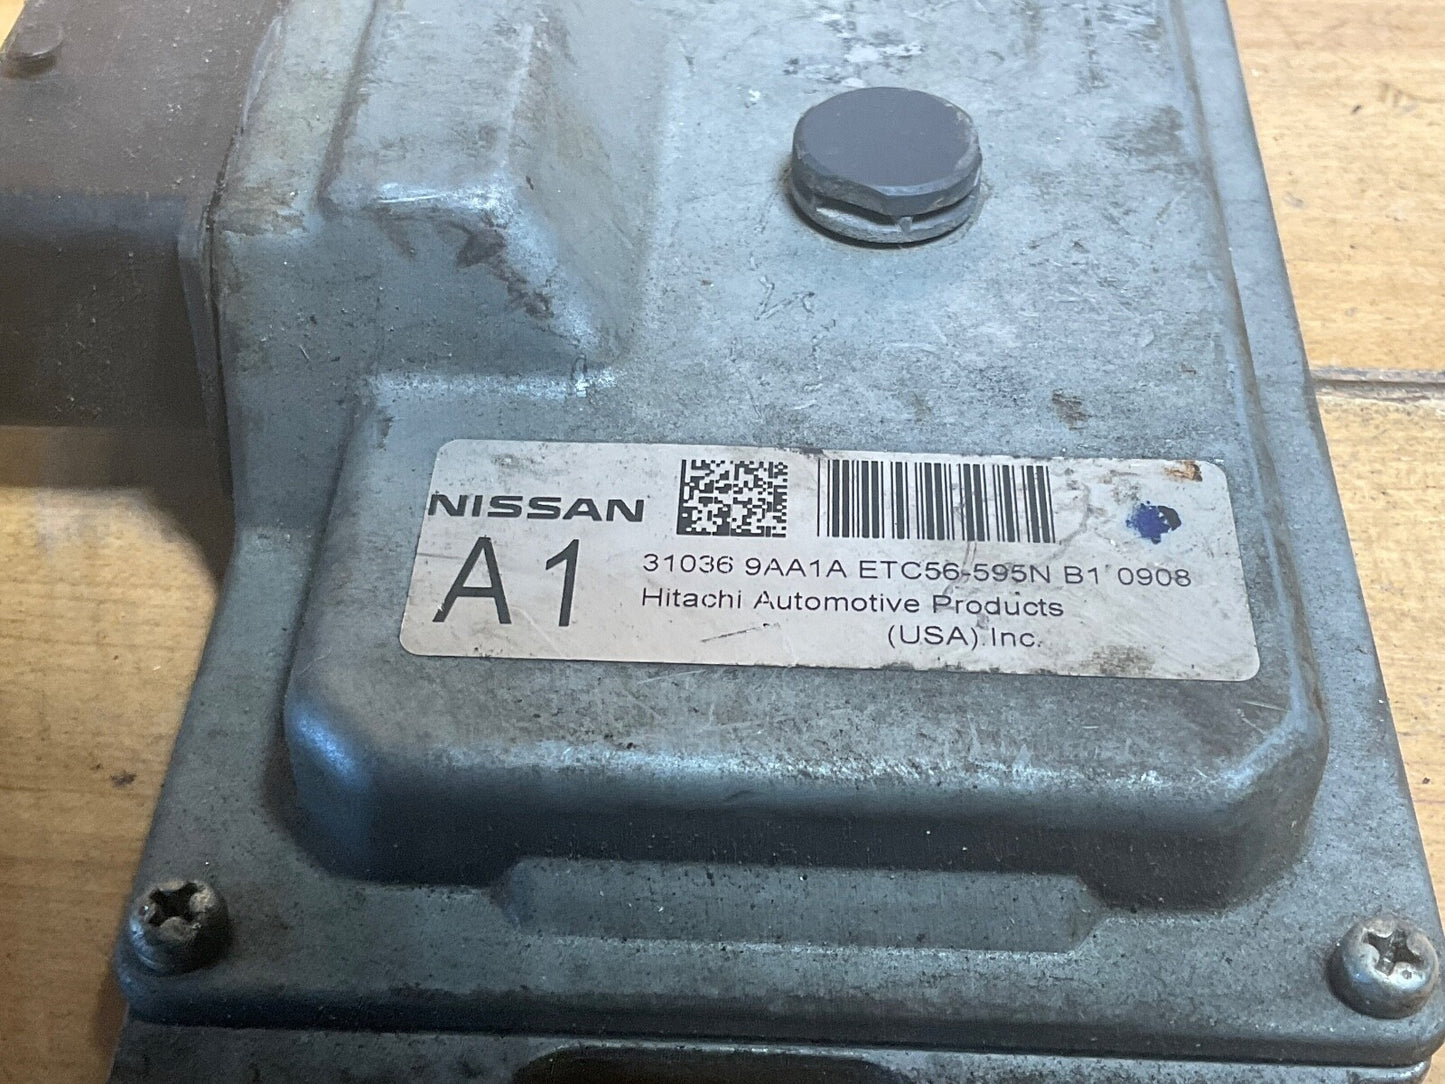 NISSAN
A1
31036 9AA1A ETC56-595N B1 0908
Hitachi Automotive Products
(USA).Inc.